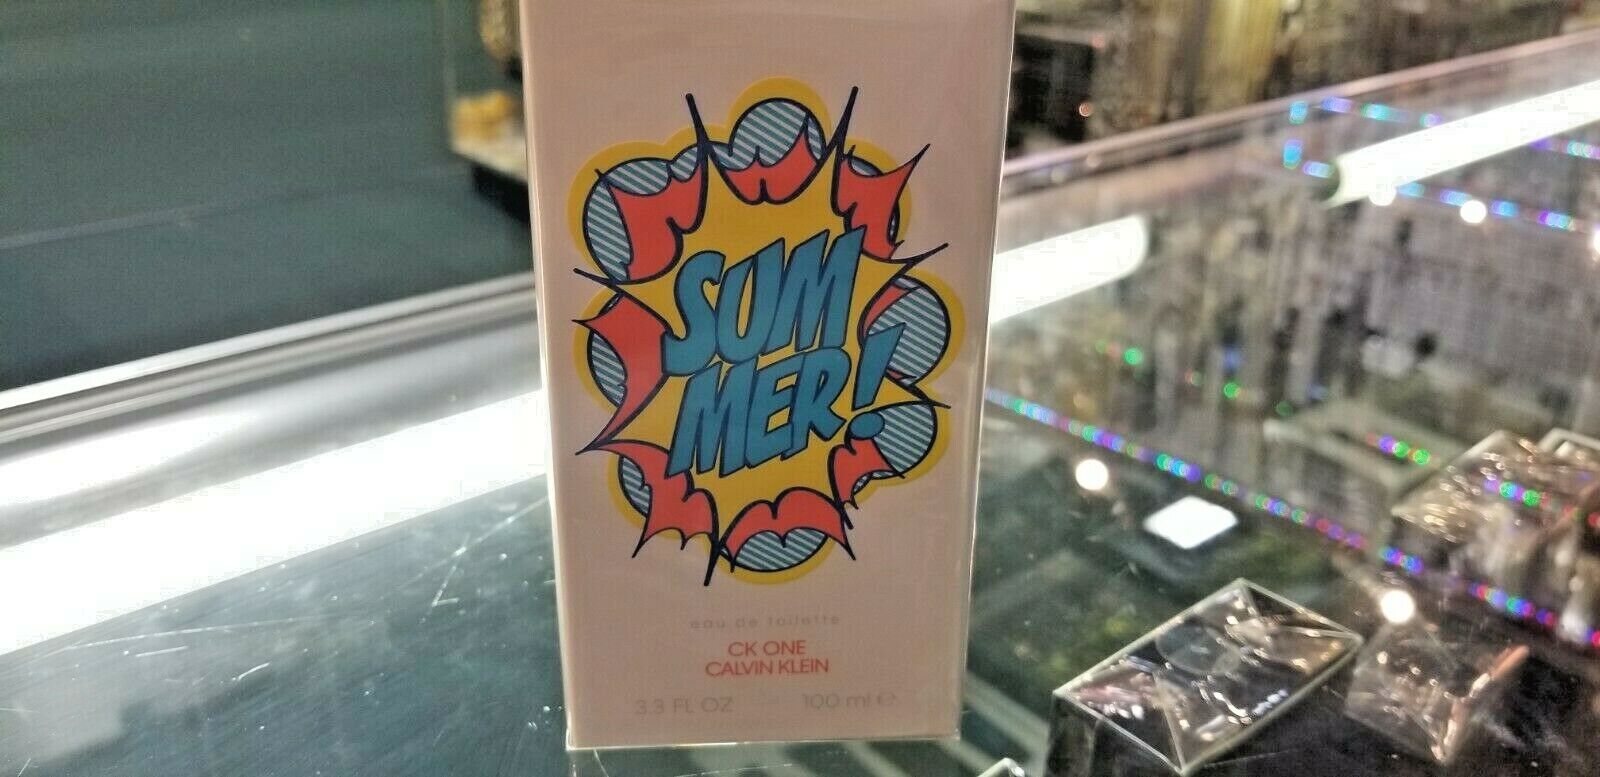 SUM
MER!
eau de toilette
CK ONE
CALVIN KLEIN
3.3 FL OZ 100 ml ℮